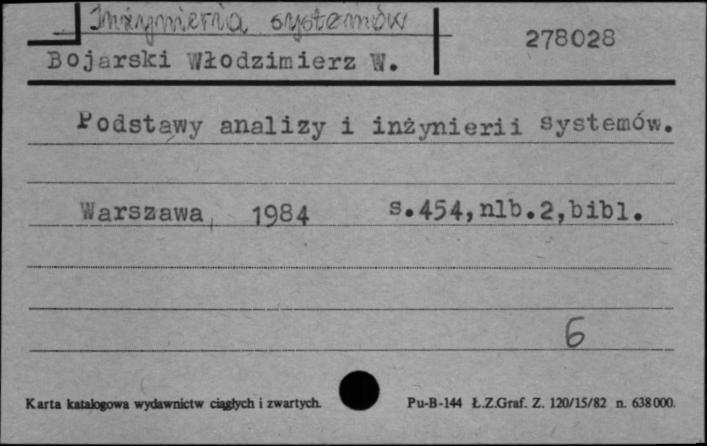 Inżynieria systemów
278028
Bojarski Włodzimierz W.
Podstawy analizy i inżynierii systemów.
Warszawa, 1984 s.454,nlb.2,bibl.
6
Karta katalogowa wydawnictw ciągłych i zwartych. Pu-B-144 Ł.Z.Graf. Z. 120/15/82 n. 638000.